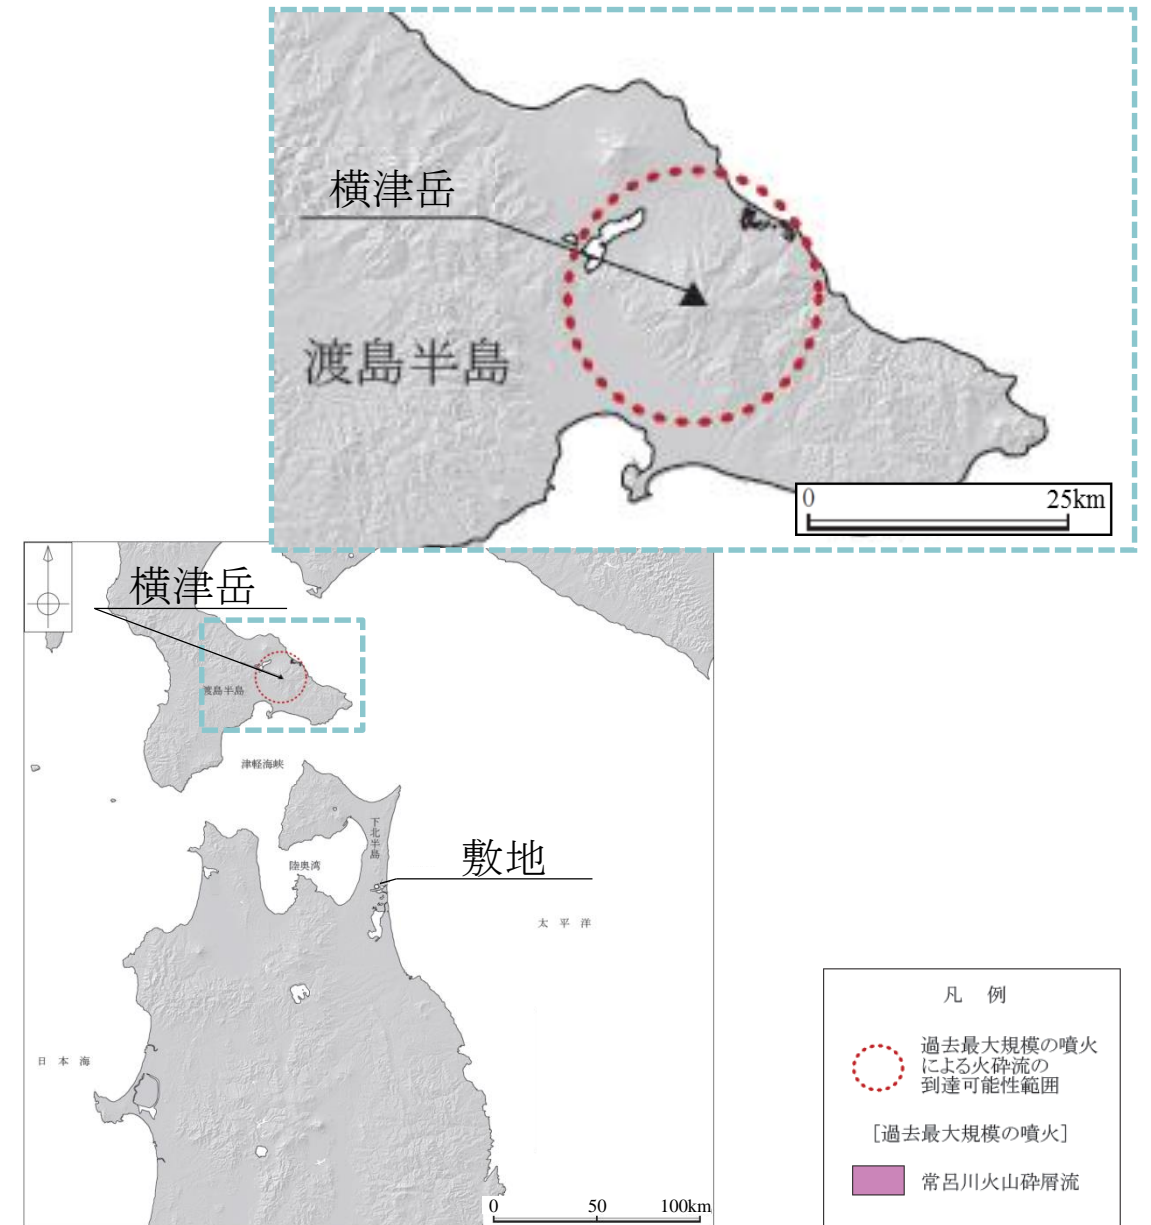 横津岳
渡島半島
0 25km
横津岳
渡島半島
津軽海峡
下北半島
陸奥湾
敷地
太平洋
日本海
0 50 100km
凡例
過去最大規模の噴火
による火砕流の
到達可能性範囲
[過去最大規模の噴火]
常呂川火山砕屑流